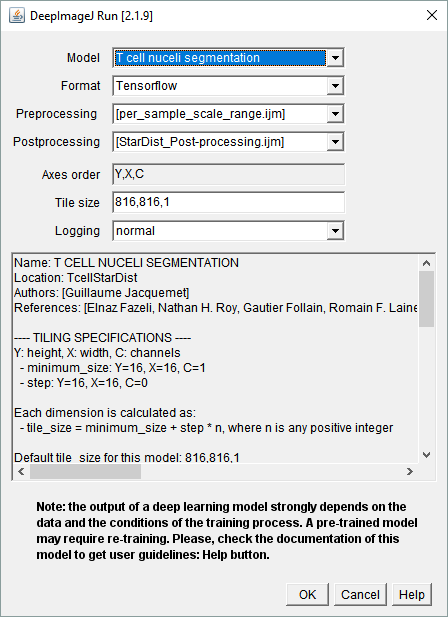 DeepImageJ Run [2.1.9]
Model T cell nuceli segmentation
Format Tensorflow
Preprocessing [per_sample_scale_range.ijm]
Postprocessing [StarDist_Post-processing.ijm]
Axes order Y,X,C
Tile size 816,816,1
Logging normal
Name: T CELL NUCELI SEGMENTATION
Location: TcellStarDist
Authors: [Guillaume Jacquemet]
References: [Elnaz Fazeli, Nathan H. Roy, Gautier Follain, Romain F. Laine
---- TILING SPECIFICATIONS ----
Y: height, X: width, C: channels
- minimum_size: Y=16, X=16, C=1
- step: Y=16, X=16, C=0
Each dimension is calculated as:
- tile_size = minimum_size + step * n, where n is any positive integer
Default tile_size for this model: 816,816,1
Note: the output of a deep learning model strongly depends on the
data and the conditions of the training process. A pre-trained model
may require re-training. Please, check the documentation of this
model to get user guidelines: Help button.
OK Cancel Help